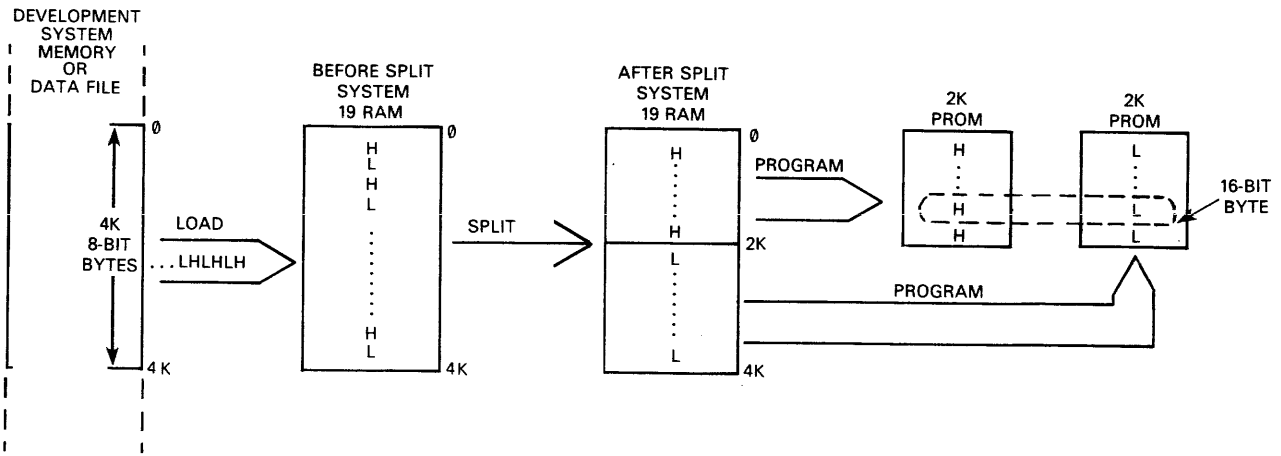 DEVELOPMENT
SYSTEM
MEMORY
OR
DATA FILE
0
4K
8-BIT
BYTES
4K
LOAD
...LHLHLH
BEFORE SPLIT
SYSTEM
19 RAM
0
H
L
H
L
H
L
4K
SPLIT
AFTER SPLIT
SYSTEM
19 RAM
0
H
H
2K
L
L
4K
PROGRAM
PROGRAM
2K
PROM
H
H
H
2K
PROM
L
L
L
16-BIT
BYTE